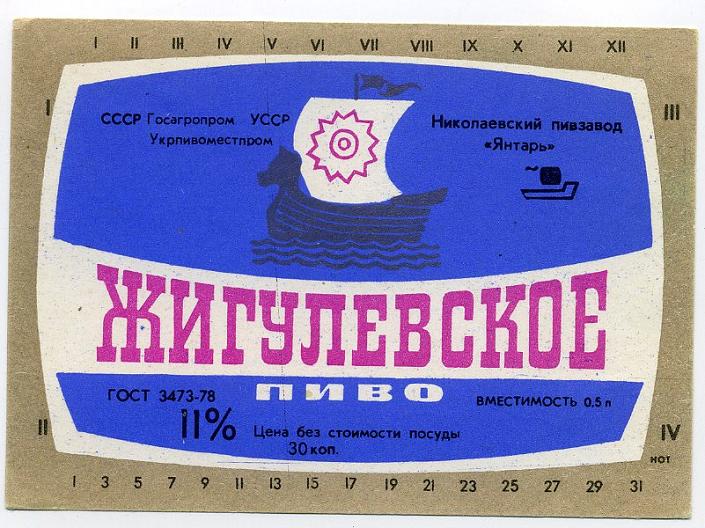 I II III IV V VI VII VIII IX X XI XII
I
III
СССР Госагропром УССР
Укрпивоместпром
Николаевский пивзавод
«Янтарь»
ЖИГУЛЕВСКОЕ
ПИВО
ГОСТ 3473-78
11%
Цена без стоимости посуды
30 коп.
ВМЕСТИМОСТЬ 0,5 л
II
IV
НОТ
1 3 5 7 9 11 13 15 17 19 21 23 25 27 29 31